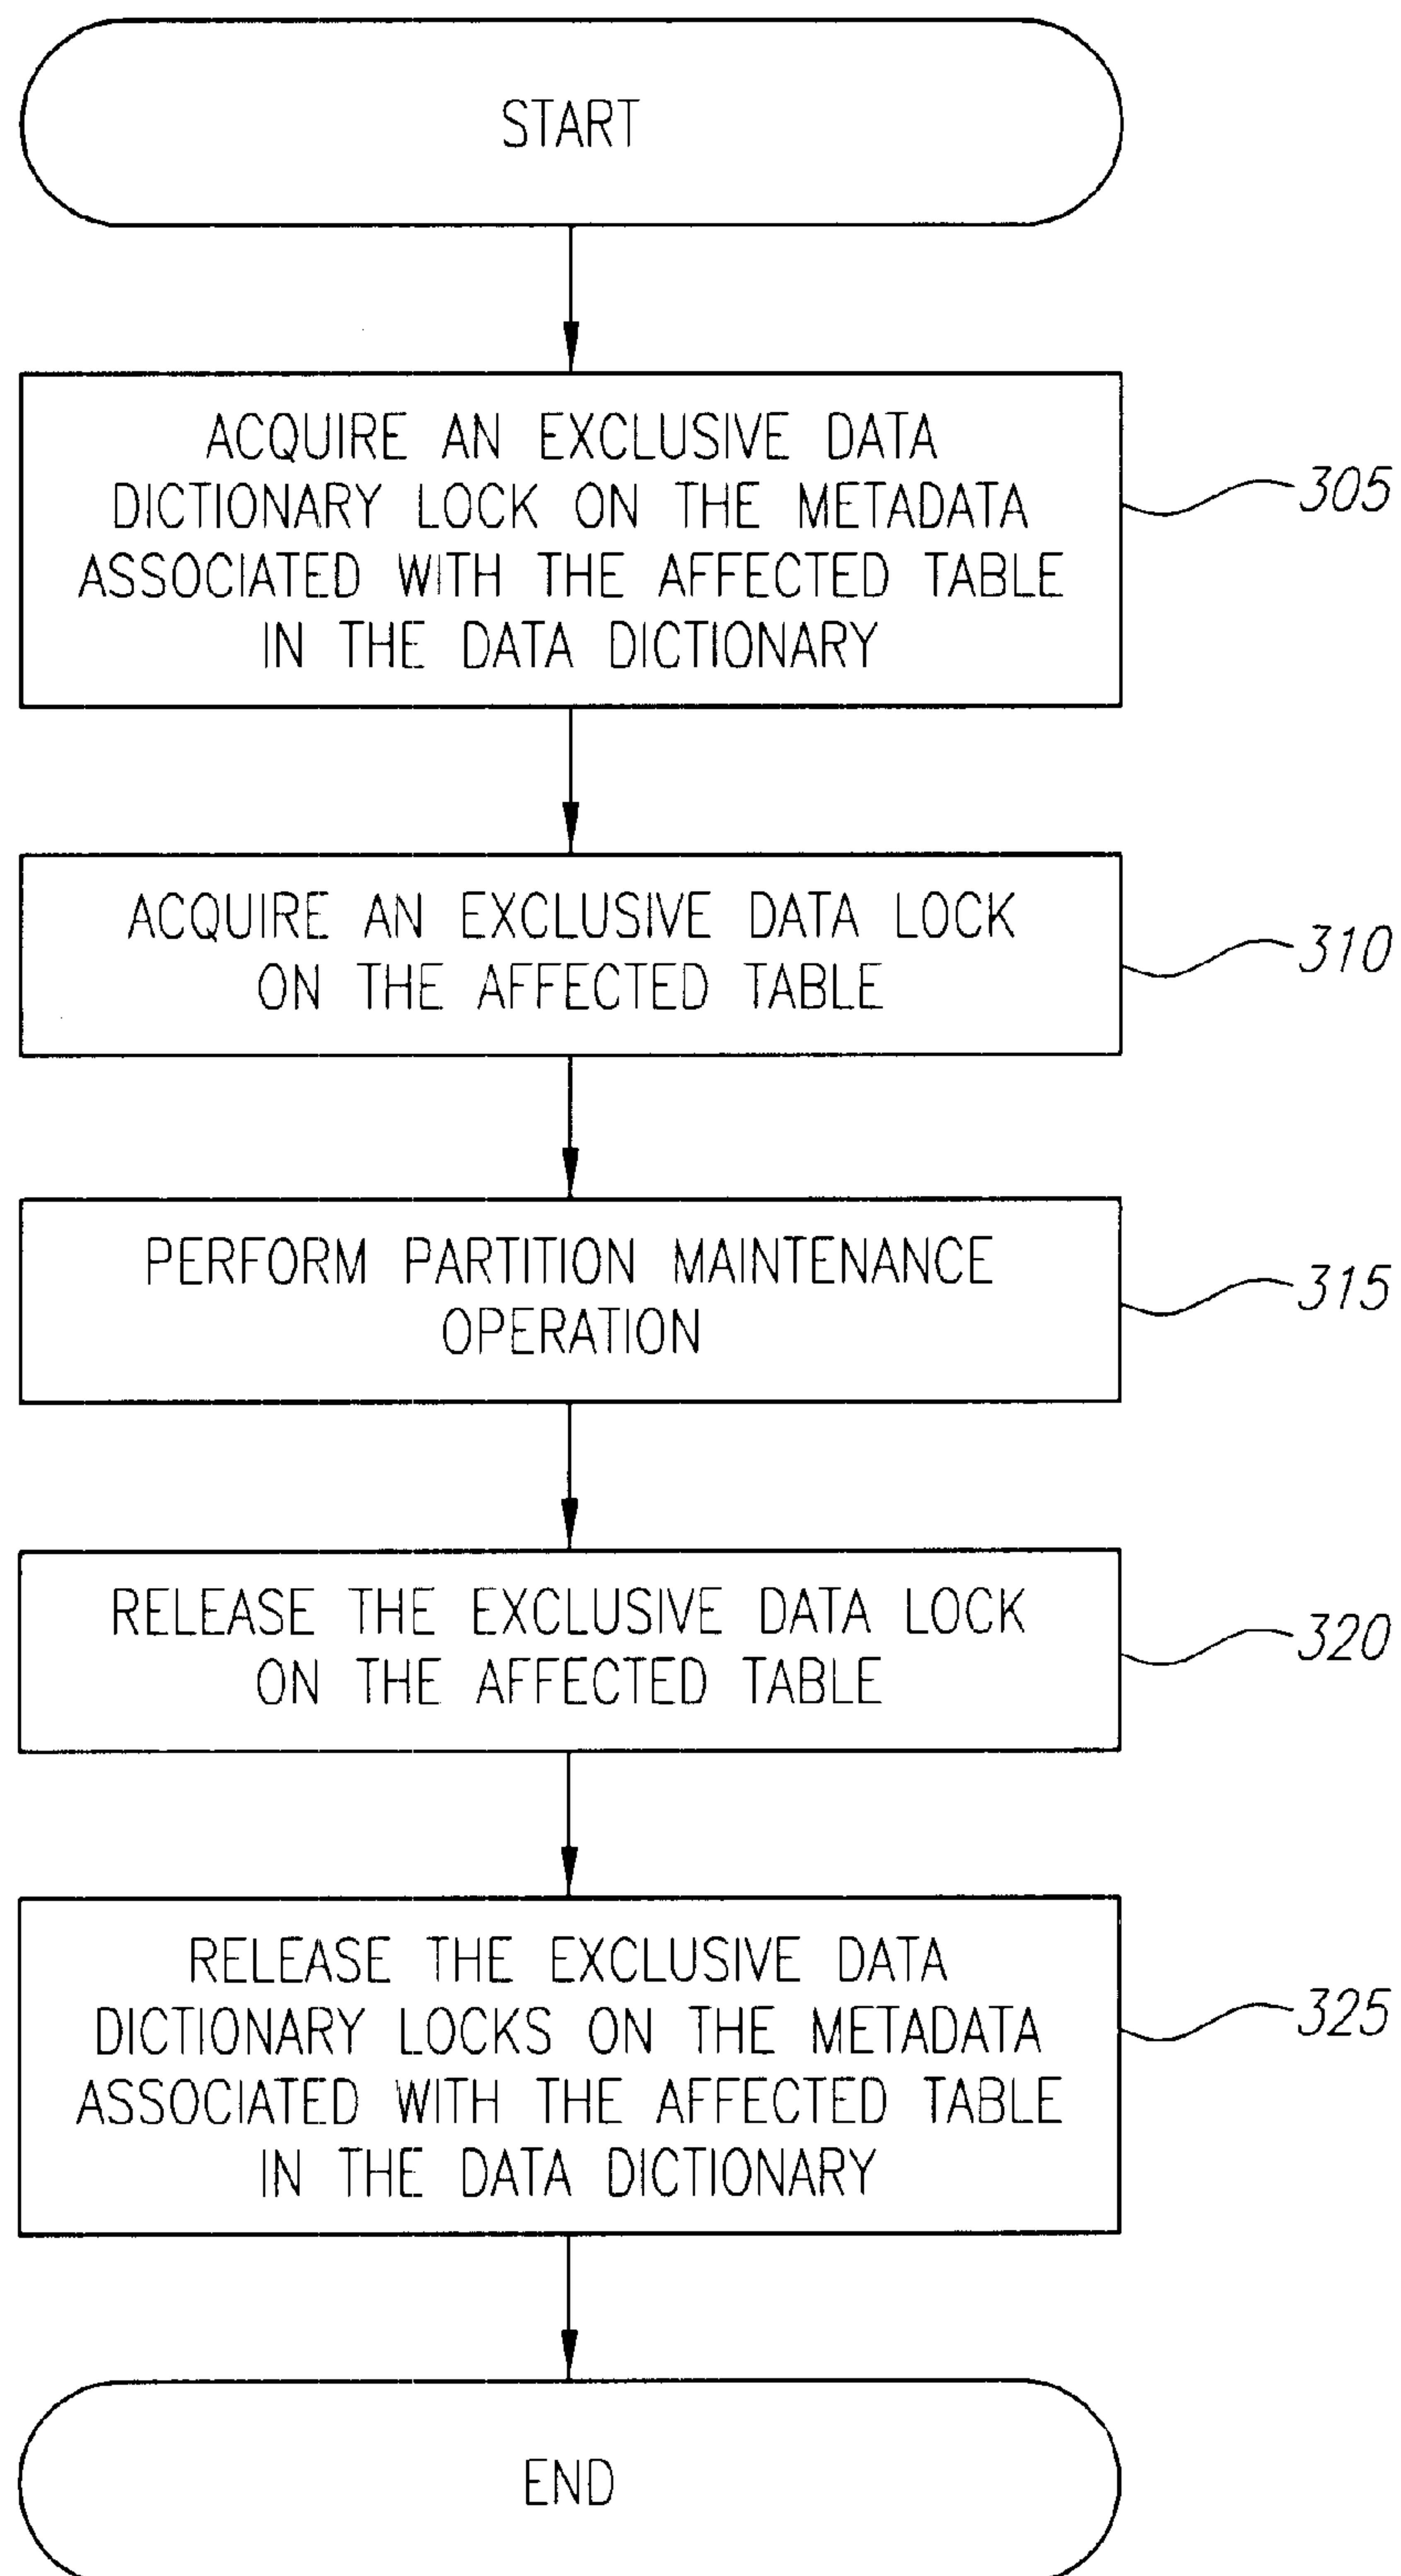 START
ACQUIRE AN EXCLUSIVE DATA
DICTIONARY LOCK ON THE METADATA
ASSOCIATED WITH THE AFFECTED TABLE
IN THE DATA DICTIONARY
305
ACQUIRE AN EXCLUSIVE DATA LOCK
ON THE AFFECTED TABLE
310
PERFORM PARTITION MAINTENANCE
OPERATION
315
RELEASE THE EXCLUSIVE DATA LOCK
ON THE AFFECTED TABLE
320
RELEASE THE EXCLUSIVE DATA
DICTIONARY LOCKS ON THE METADATA
ASSOCIATED WITH THE AFFECTED TABLE
IN THE DATA DICTIONARY
325
END